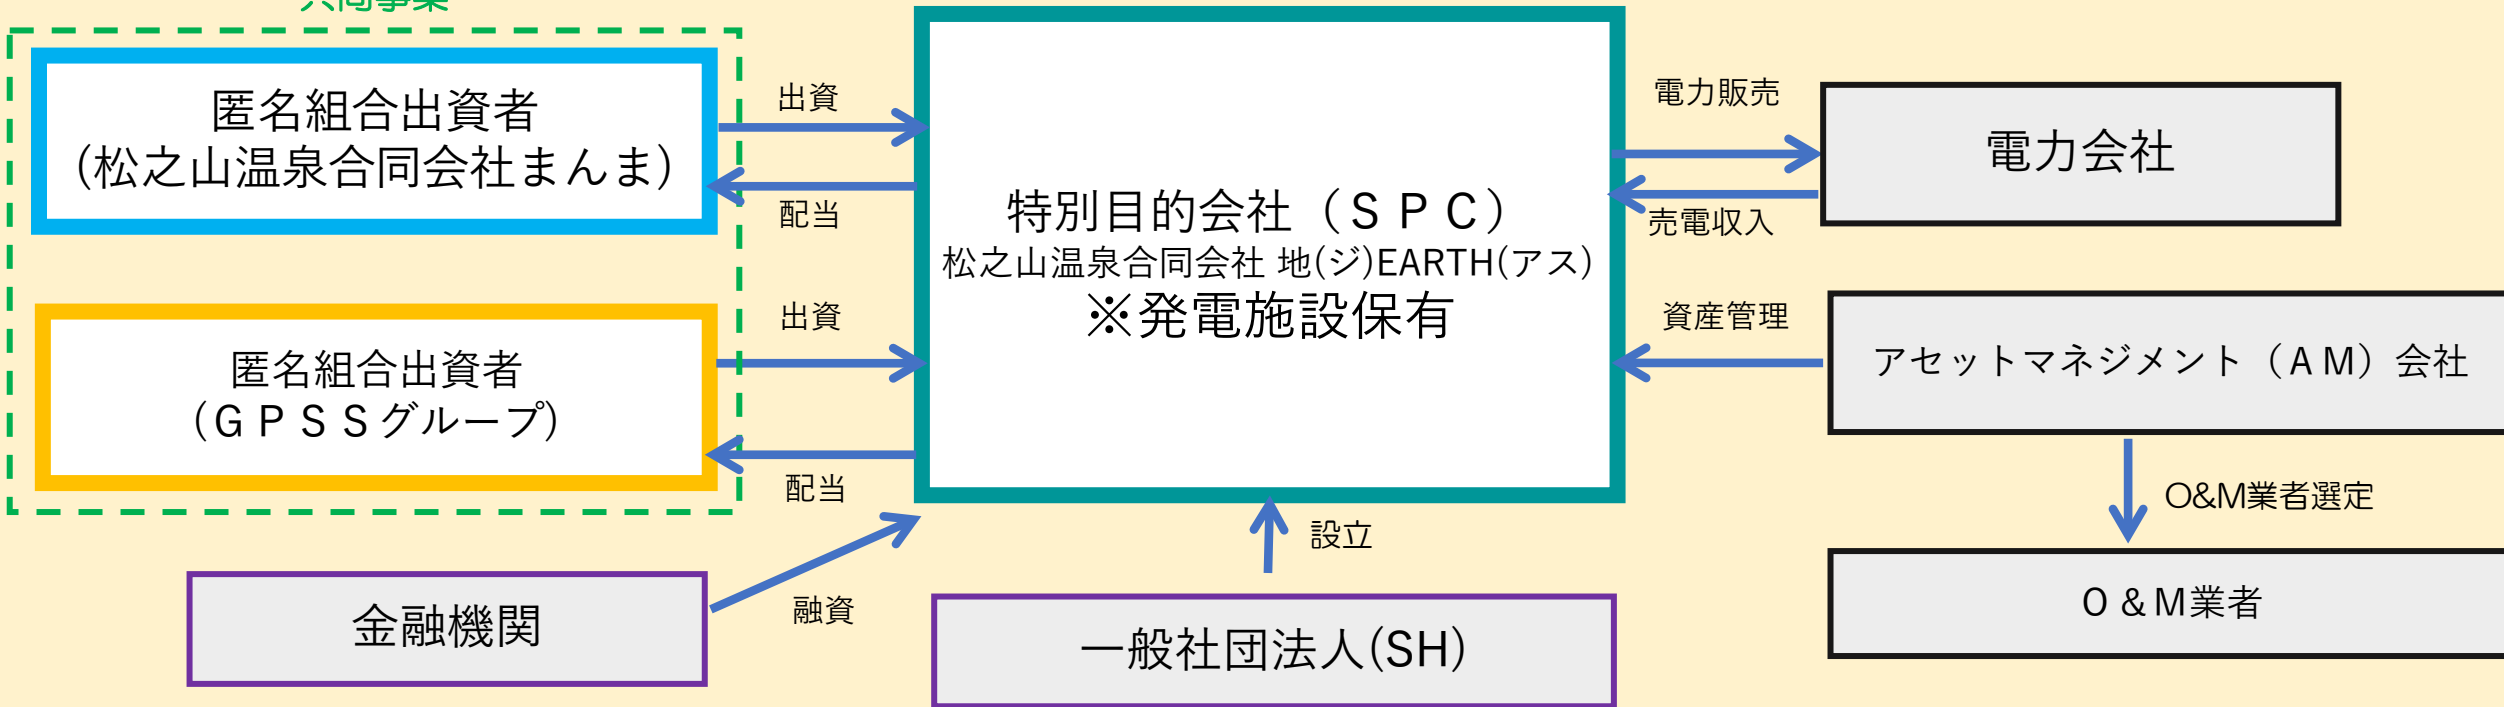 匿名組合出資者
(松之山温泉合同会社まんま)
出資
配当
匿名組合出資者
（ＧＰＳＳグループ）
出資
配当
金融機関
融資
特別目的会社（ＳＰＣ）
松之山温泉合同会社 地(ジ)EARTH(アス)
※発電施設保有
設立
一般社団法人(SH)
電力販売
売電収入
電力会社
資産管理
アセットマネジメント（ＡＭ）会社
O&M業者選定
Ｏ＆Ｍ業者